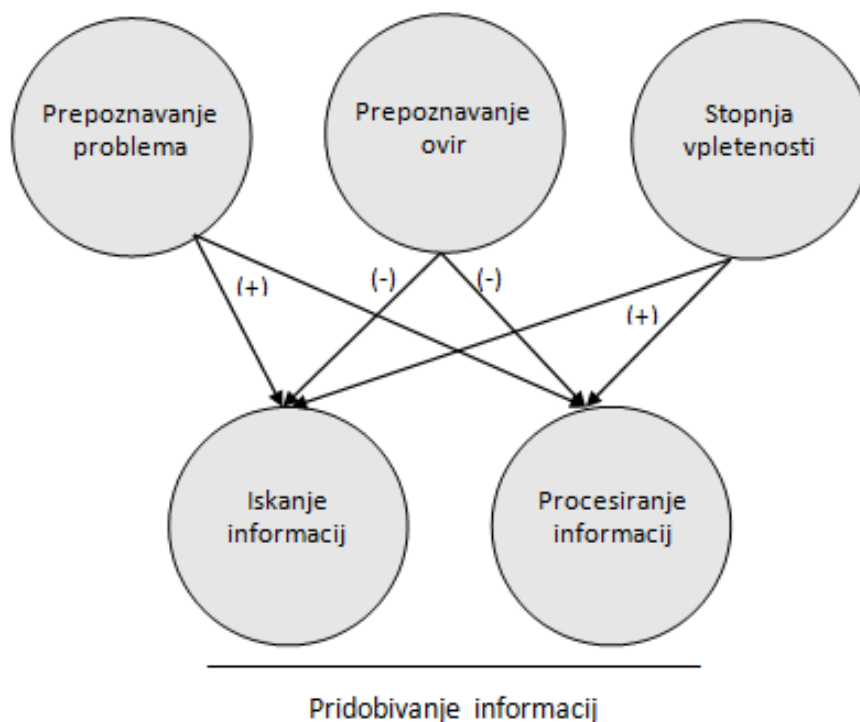 Prepoznavanje
problema
Prepoznavanje
ovir
Stopnja
vpletenosti
(+)
(-)
(-)
(+)
Iskanje
informacij
Procesiranje
informacij
Pridobivanje informacij